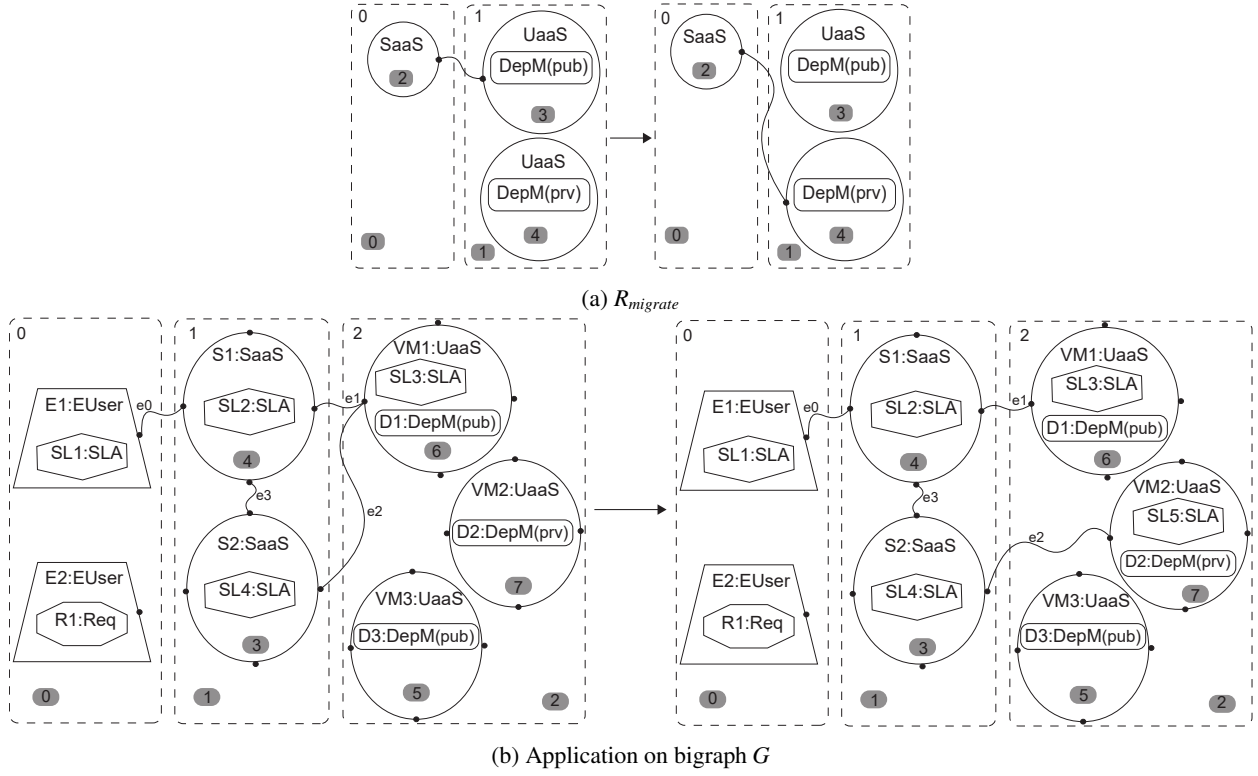 0
1
SaaS
2
UaaS
DepM(pub)
3
UaaS
DepM(prv)
4
0
1
0
1
SaaS
2
UaaS
DepM(pub)
3
DepM(prv)
4
0
1
(a) R_migrate
0
E1:EUser
SL1:SLA
E2:EUser
R1:Req
0
e0
1
S1:SaaS
SL2:SLA
4
e3
S2:SaaS
SL4:SLA
3
1
e1
e2
2
VM1:UaaS
SL3:SLA
D1:DepM(pub)
6
VM2:UaaS
D2:DepM(prv)
7
VM3:UaaS
D3:DepM(pub)
5
2
0
E1:EUser
SL1:SLA
E2:EUser
R1:Req
0
e0
1
S1:SaaS
SL2:SLA
4
e3
S2:SaaS
SL4:SLA
3
1
e1
e2
2
VM1:UaaS
SL3:SLA
D1:DepM(pub)
6
VM2:UaaS
SL5:SLA
D2:DepM(prv)
7
VM3:UaaS
D3:DepM(pub)
5
2
(b) Application on bigraph G